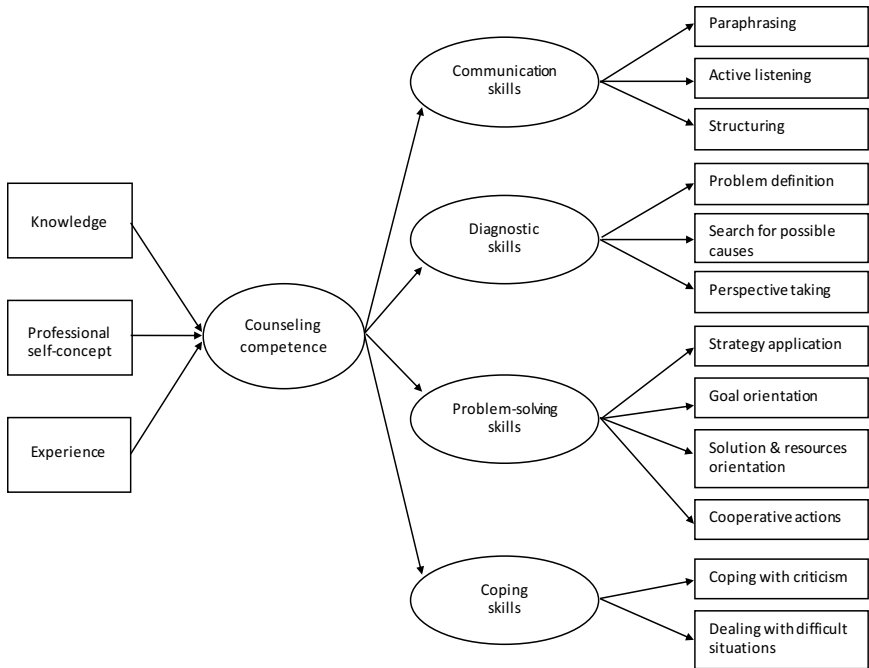 Knowledge
Professional
self-concept
Experience
Counseling
competence
Communication
skills
Diagnostic
skills
Problem-solving
skills
Coping
skills
Paraphrasing
Active listening
Structuring
Problem definition
Search for possible
causes
Perspective taking
Strategy application
Goal orientation
Solution & resources
orientation
Cooperative actions
Coping with criticism
Dealing with difficult
situations